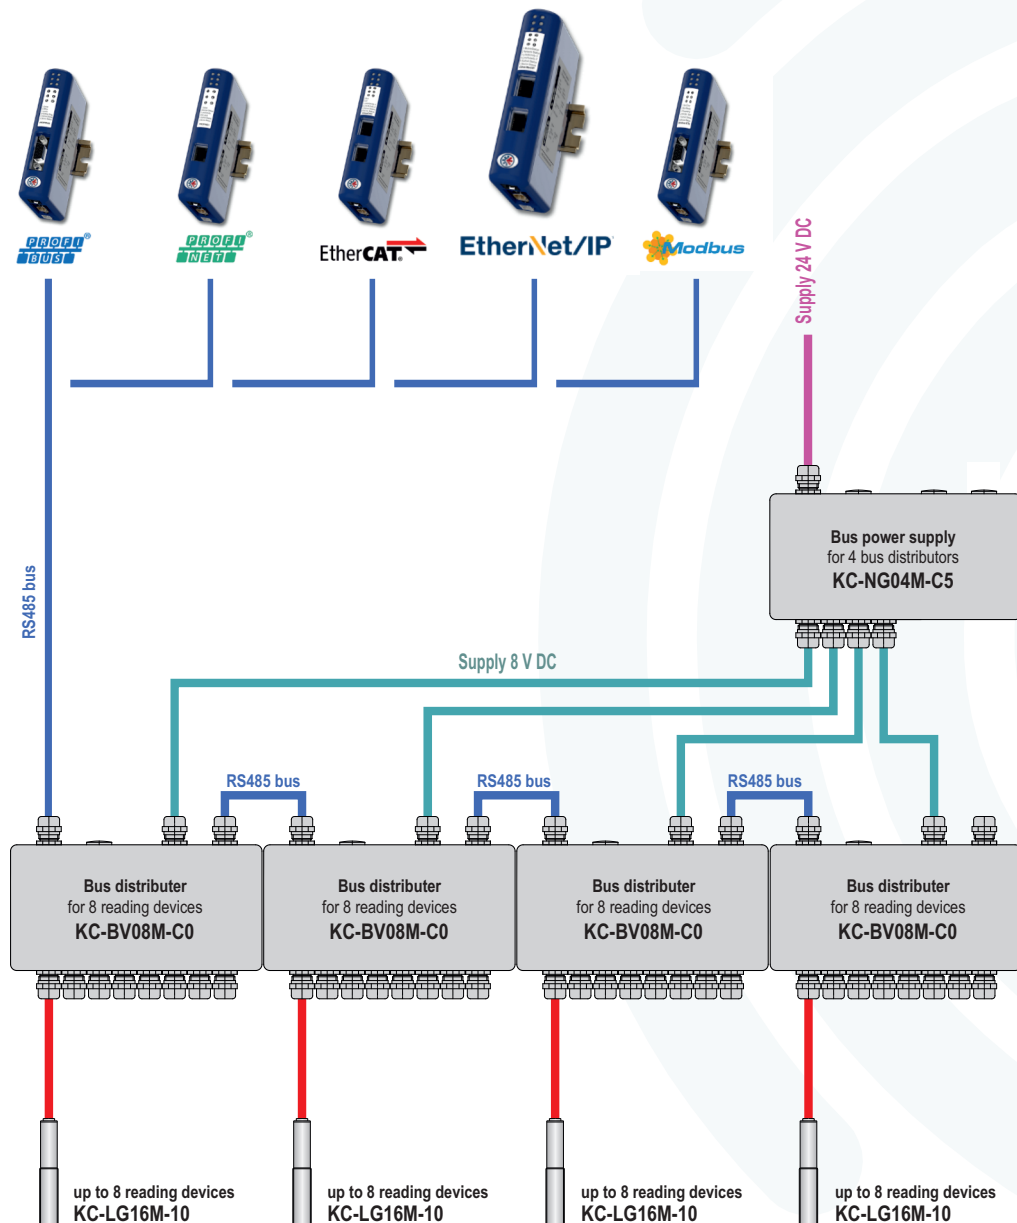 PROFI
BUS
PROFI
NET
EtherCAT
EtherNet/IP
Modbus
Supply 24 V DC
Bus power supply
for 4 bus distributors
KC-NG04M-C5
RS485 bus
Supply 8 V DC
RS485 bus
RS485 bus
RS485 bus
Bus distributer
for 8 reading devices
KC-BV08M-C0
Bus distributer
for 8 reading devices
KC-BV08M-C0
Bus distributer
for 8 reading devices
KC-BV08M-C0
Bus distributer
for 8 reading devices
KC-BV08M-C0
up to 8 reading devices
KC-LG16M-10
up to 8 reading devices
KC-LG16M-10
up to 8 reading devices
KC-LG16M-10
up to 8 reading devices
KC-LG16M-10